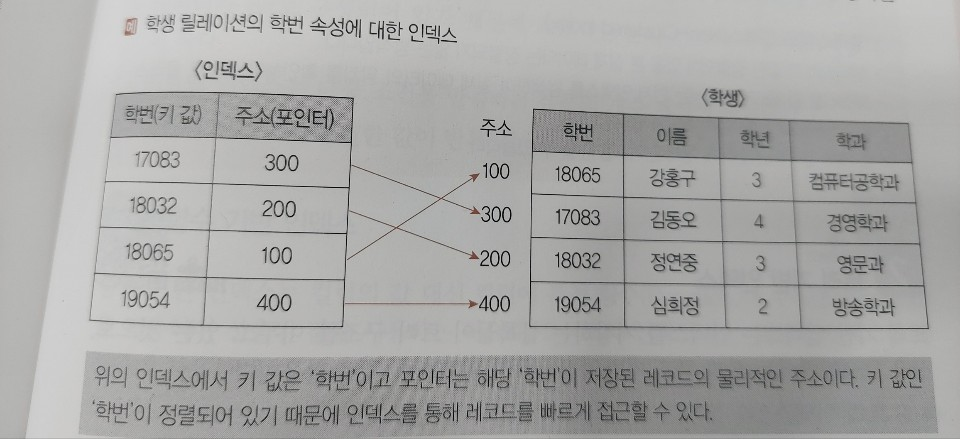 예 학생 릴레이션의 학번 속성에 대한 인덱스
〈인덱스〉
학번(키 값) 주소(포인터)
17083 300
18032 200
18065 100
19054 400
주소
100
300
200
400
〈학생〉
학번 이름 학년 학과
18065 강홍구 3 컴퓨터공학과
17083 김동오 4 경영학과
18032 정연중 3 영문과
19054 심희정 2 방송학과
위의 인덱스에서 키 값은 '학번'이고 포인터는 해당 '학번'이 저장된 레코드의 물리적인 주소이다. 키 값인
'학번'이 정렬되어 있기 때문에 인덱스를 통해 레코드를 빠르게 접근할 수 있다.